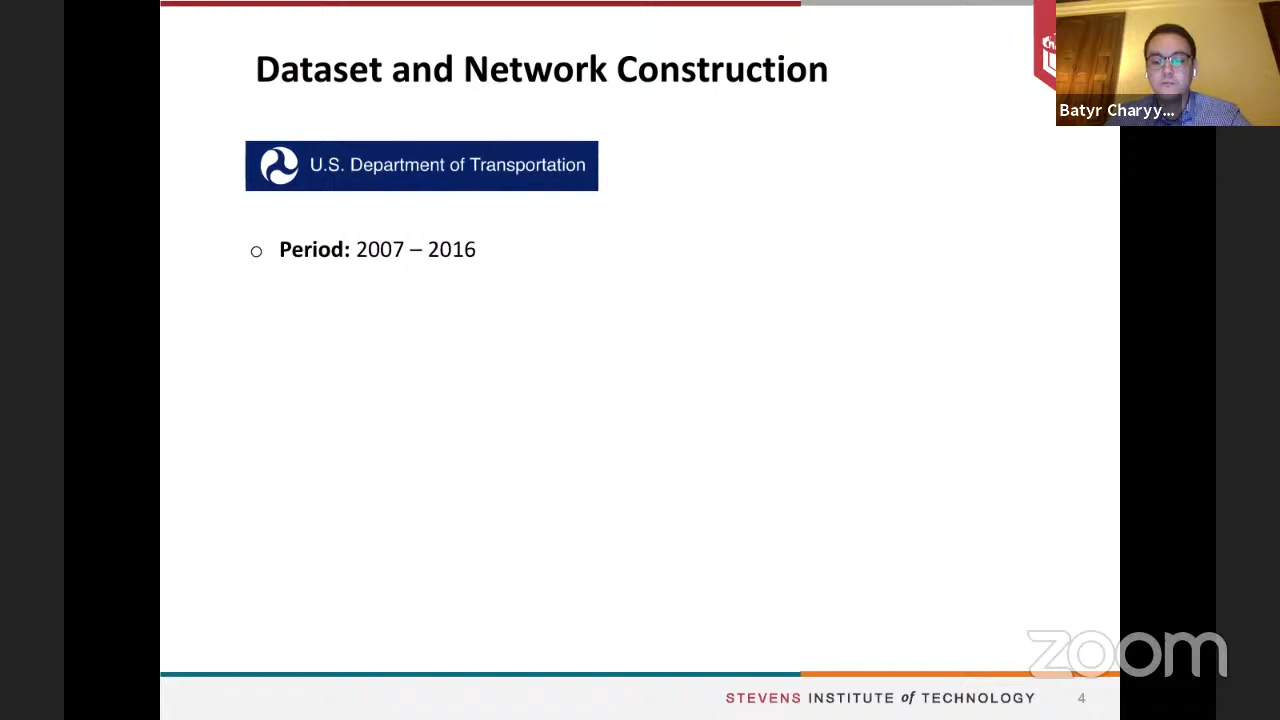 Dataset and Network Construction
Batyr Charyy...
U.S. Department of Transportation
Period: 2007 – 2016
zoom
STEVENS INSTITUTE of TECHNOLOGY 4